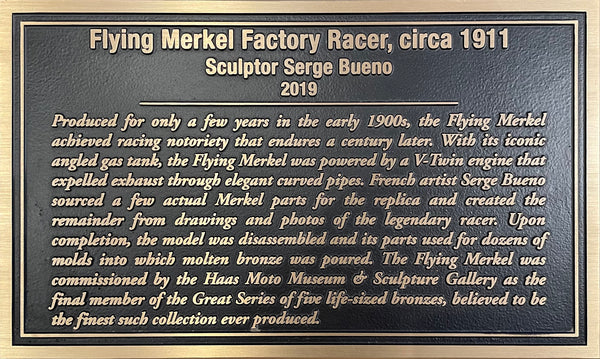 Flying Merkel Factory Racer, circa 1911
Sculptor Serge Bueno
2019
Produced for only a few years in the early 1900s, the Flying Merkel
achieved racing notoriety that endures a century later. With its iconic
angled gas tank, the Flying Merkel was powered by a V-Twin engine that
expelled exhaust through elegant curved pipes. French artist Serge Bueno
sourced a few actual Merkel parts for the replica and created the
remainder from drawings and photos of the legendary racer. Upon
completion, the model was disassembled and its parts used for dozens of
molds into which molten bronze was poured. The Flying Merkel was
commissioned by the Haas Moto Museum & Sculpture Gallery as the
final member of the Great Series of five life-sized bronzes, believed to be
the finest such collection ever produced.